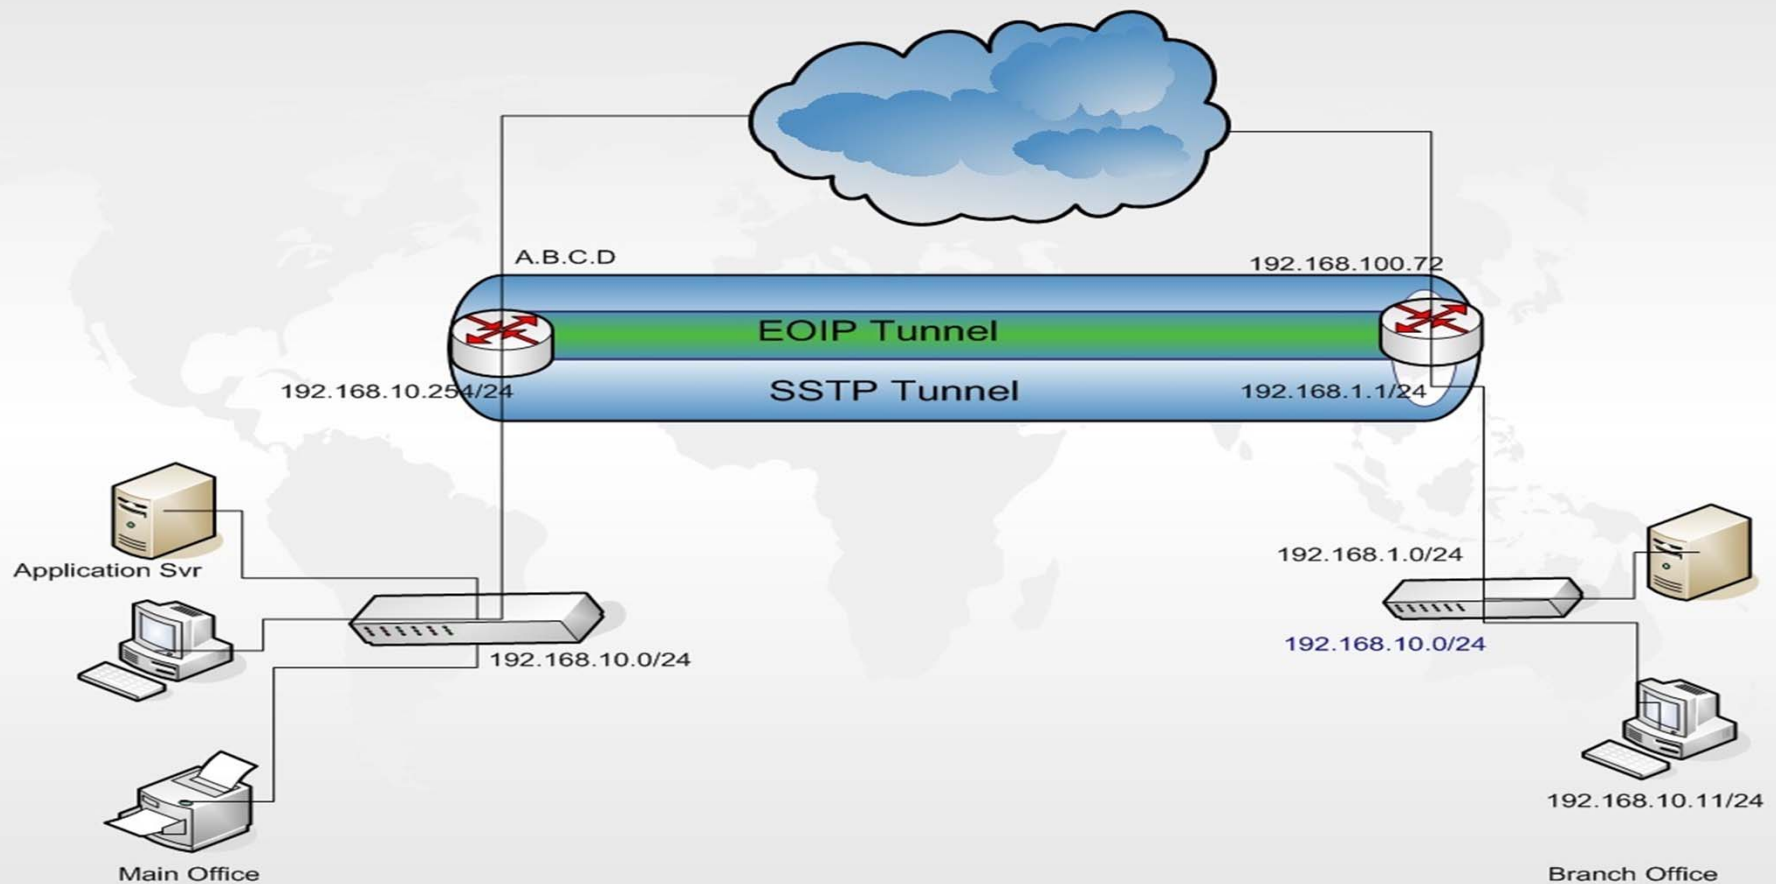 A.B.C.D
192.168.100.72
EOIP Tunnel
192.168.10.254/24
SSTP Tunnel
192.168.1.1/24
Application Svr
192.168.1.0/24
192.168.10.0/24
192.168.10.0/24
192.168.10.11/24
Main Office
Branch Office